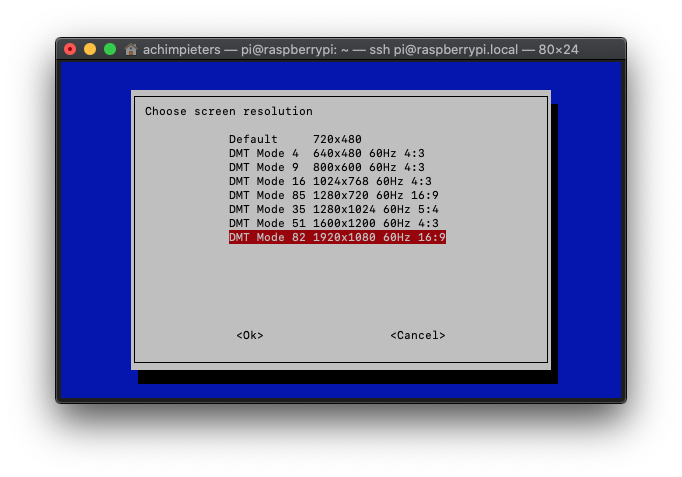 achimpieters — pi@raspberrypi: ~ — ssh pi@raspberrypi.local — 80×24
Choose screen resolution
Default 720x480
DMT Mode 4 640x480 60Hz 4:3
DMT Mode 9 800x600 60Hz 4:3
DMT Mode 16 1024x768 60Hz 4:3
DMT Mode 85 1280x720 60Hz 16:9
DMT Mode 35 1280x1024 60Hz 5:4
DMT Mode 51 1600x1200 60Hz 4:3
DMT Mode 82 1920x1080 60Hz 16:9
<Ok> <Cancel>